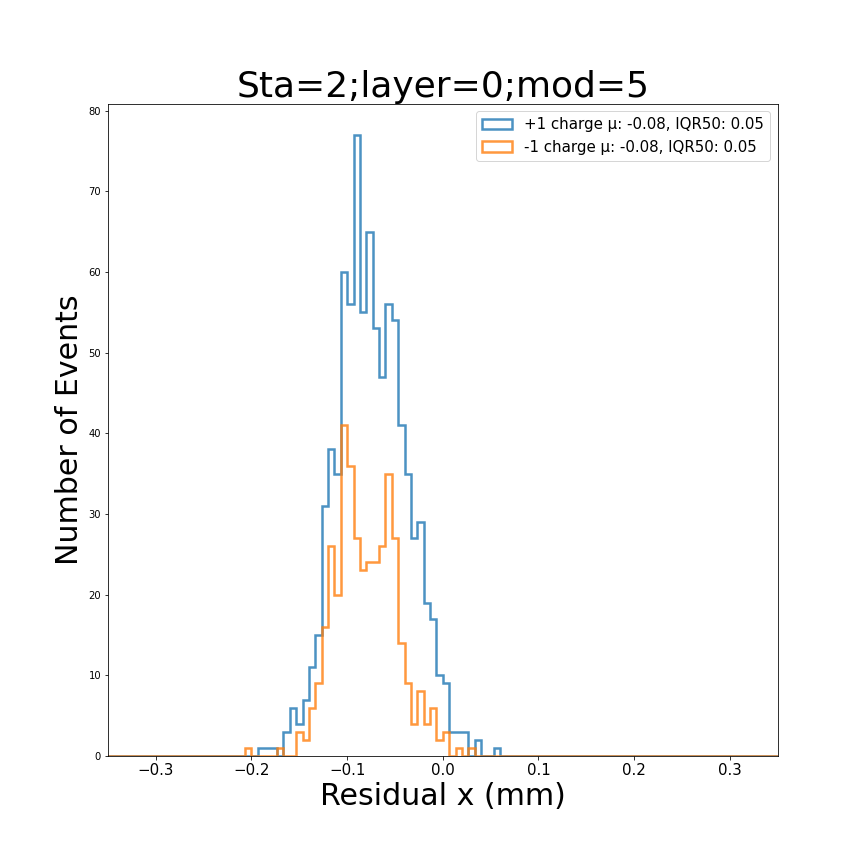 Sta=2;layer=0;mod=5
+1 charge μ: -0.08, IQR50: 0.05
-1 charge μ: -0.08, IQR50: 0.05
Number of Events
80
70
60
50
40
30
20
10
0
−0.3 −0.2 −0.1 0.0 0.1 0.2 0.3
Residual x (mm)